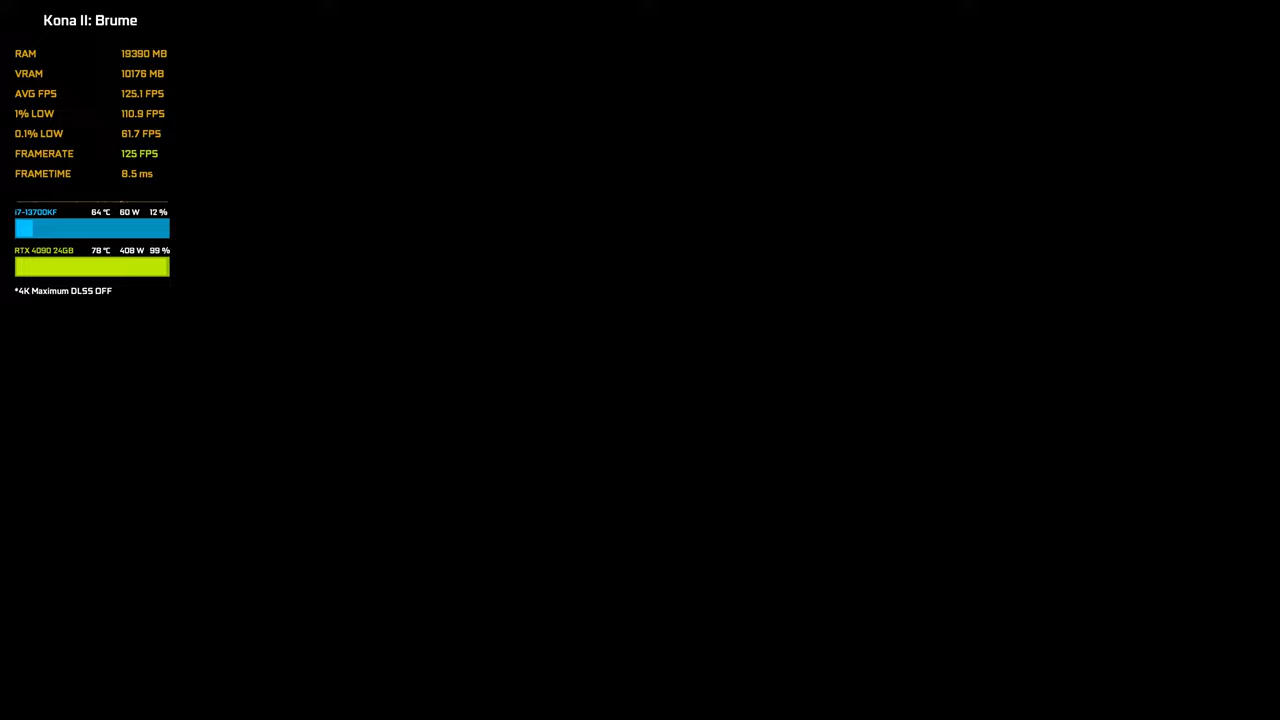 Kona II: Brume
RAM 19390 MB
VRAM 10176 MB
AVG FPS 125.1 FPS
1% LOW 110.9 FPS
0.1% LOW 61.7 FPS
FRAMERATE 125 FPS
FRAMETIME 8.5 ms
i7-13700KF 64 °C 60 W 12 %
RTX 4090 24GB 78 °C 408 W 99 %
*4K Maximum DLSS OFF